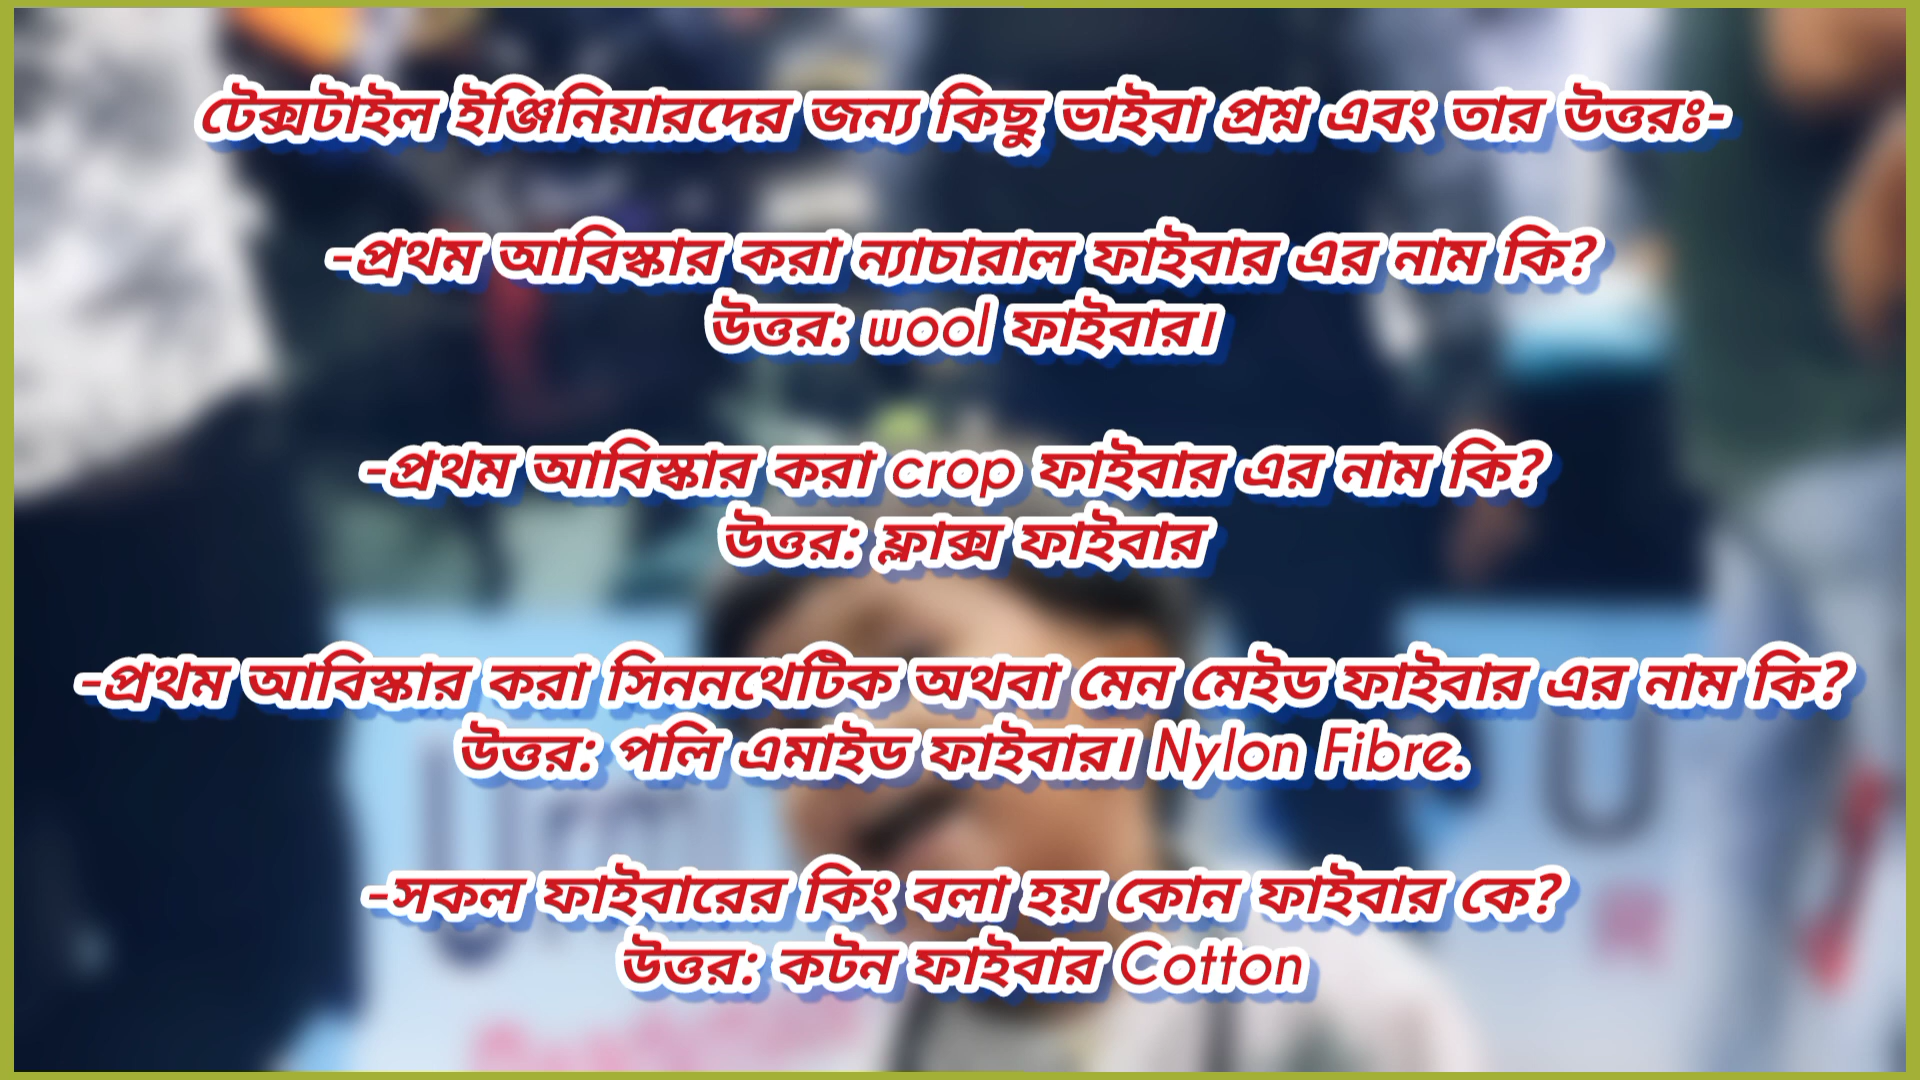 টেক্সটাইল ইঞ্জিনিয়ারদের জন্য কিছু ভাইবা প্রশ্ন এবং তার উত্তরঃ-
-প্রথম আবিস্কার করা ন্যাচারাল ফাইবার এর নাম কি?
উত্তর: wool ফাইবার।
-প্রথম আবিস্কার করা crop ফাইবার এর নাম কি?
উত্তর: ফ্লাক্স ফাইবার
-প্রথম আবিস্কার করা সিননথেটিক অথবা মেন মেইড ফাইবার এর নাম কি?
উত্তর: পলি এমাইড ফাইবার। Nylon Fibre.
-সকল ফাইবারের কিং বলা হয় কোন ফাইবার কে?
উত্তর: কটন ফাইবার Cotton